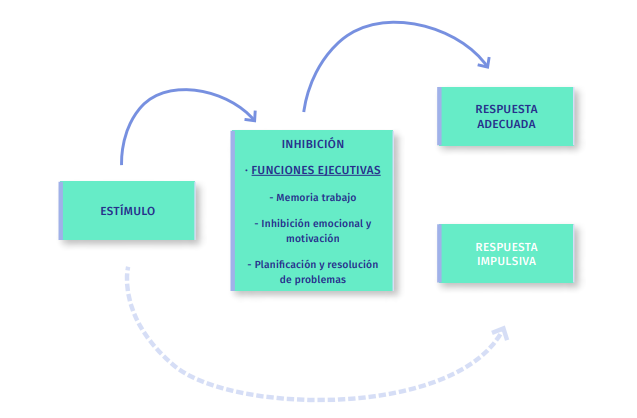 ESTÍMULO
INHIBICIÓN
· FUNCIONES EJECUTIVAS
- Memoria trabajo
- Inhibición emocional y
motivación
- Planificación y resolución
de problemas
RESPUESTA
ADECUADA
RESPUESTA
IMPULSIVA